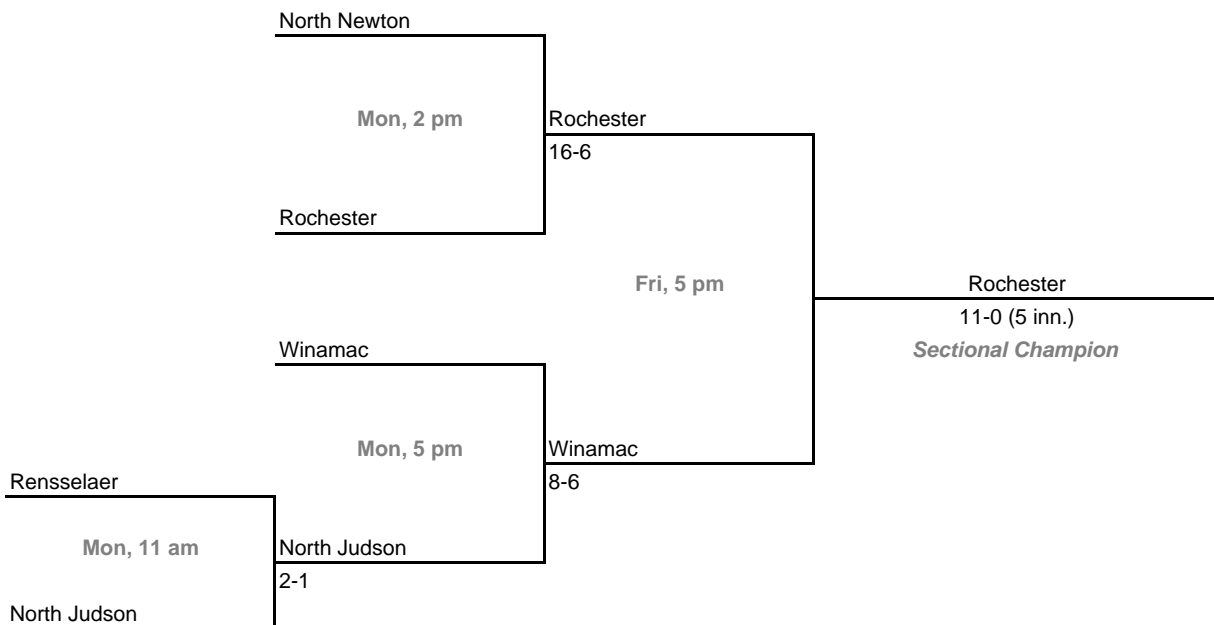 North Newton
Mon, 2 pm
Rochester
16-6
Rochester
Fri, 5 pm
Rochester
11-0 (5 inn.)
Winamac
Sectional Champion
Mon, 5 pm
Winamac
Rensselaer
8-6
Mon, 11 am
North Judson
2-1
North Judson